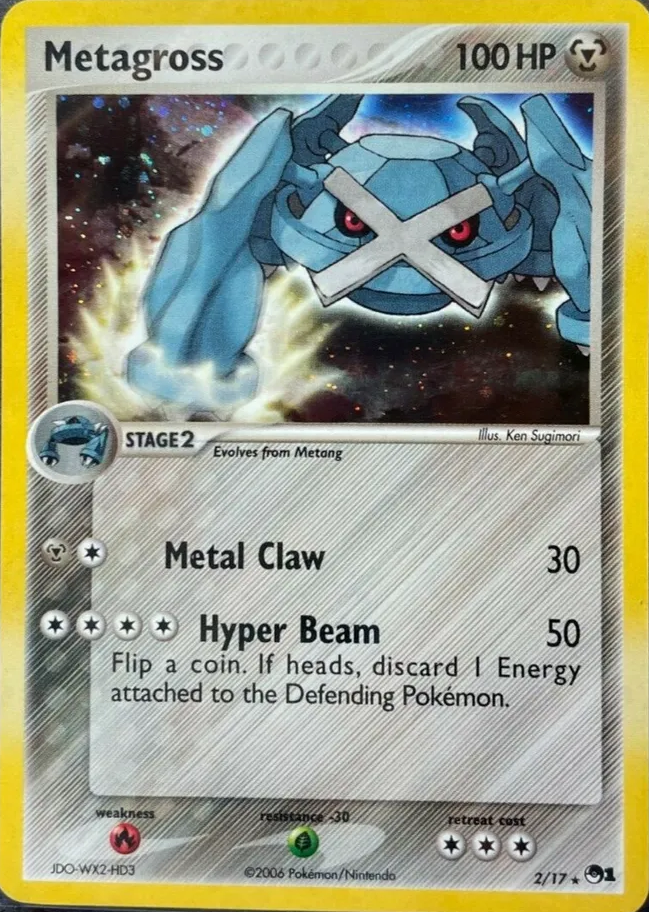 Metagross 100 HP
Illus. Ken Sugimori
STAGE 2
Evolves from Metang
Metal Claw 30
Hyper Beam 50
Flip a coin. If heads, discard 1 Energy
attached to the Defending Pokémon.
weakness resistance -30 retreat cost
JDO-WX2-HD3 ©2006 Pokémon/Nintendo 2/17 ★ 1